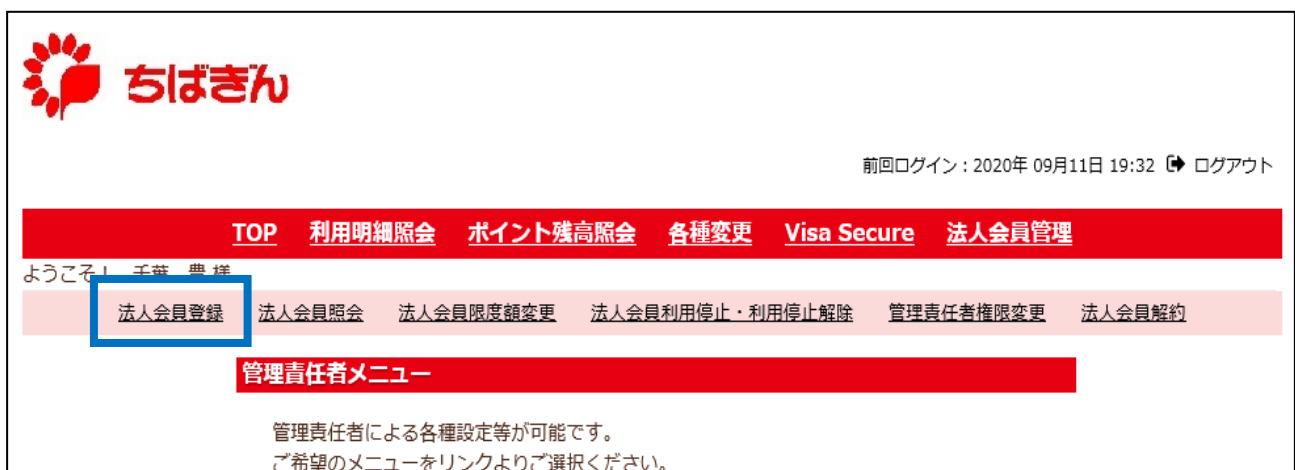 ちばぎん
前回ログイン：2020年 09月11日 19:32 ログアウト
TOP 利用明細照会 ポイント残高照会 各種変更 Visa Secure 法人会員管理
ようこそ！ 千葉 豊 様
法人会員登録 法人会員照会 法人会員限度額変更 法人会員利用停止・利用停止解除 管理責任者権限変更 法人会員解約
管理責任者メニュー
管理責任者による各種設定等が可能です。
ご希望のメニューをリンクよりご選択ください。